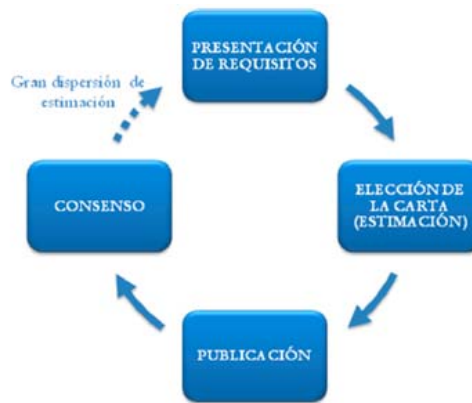 PRESENTACIÓN
DE REQUISITOS
Gran dispersión de
estimación
CONSENSO
ELECCIÓN DE
LA CARTA
(ESTIMACIÓN)
PUBLICACIÓN